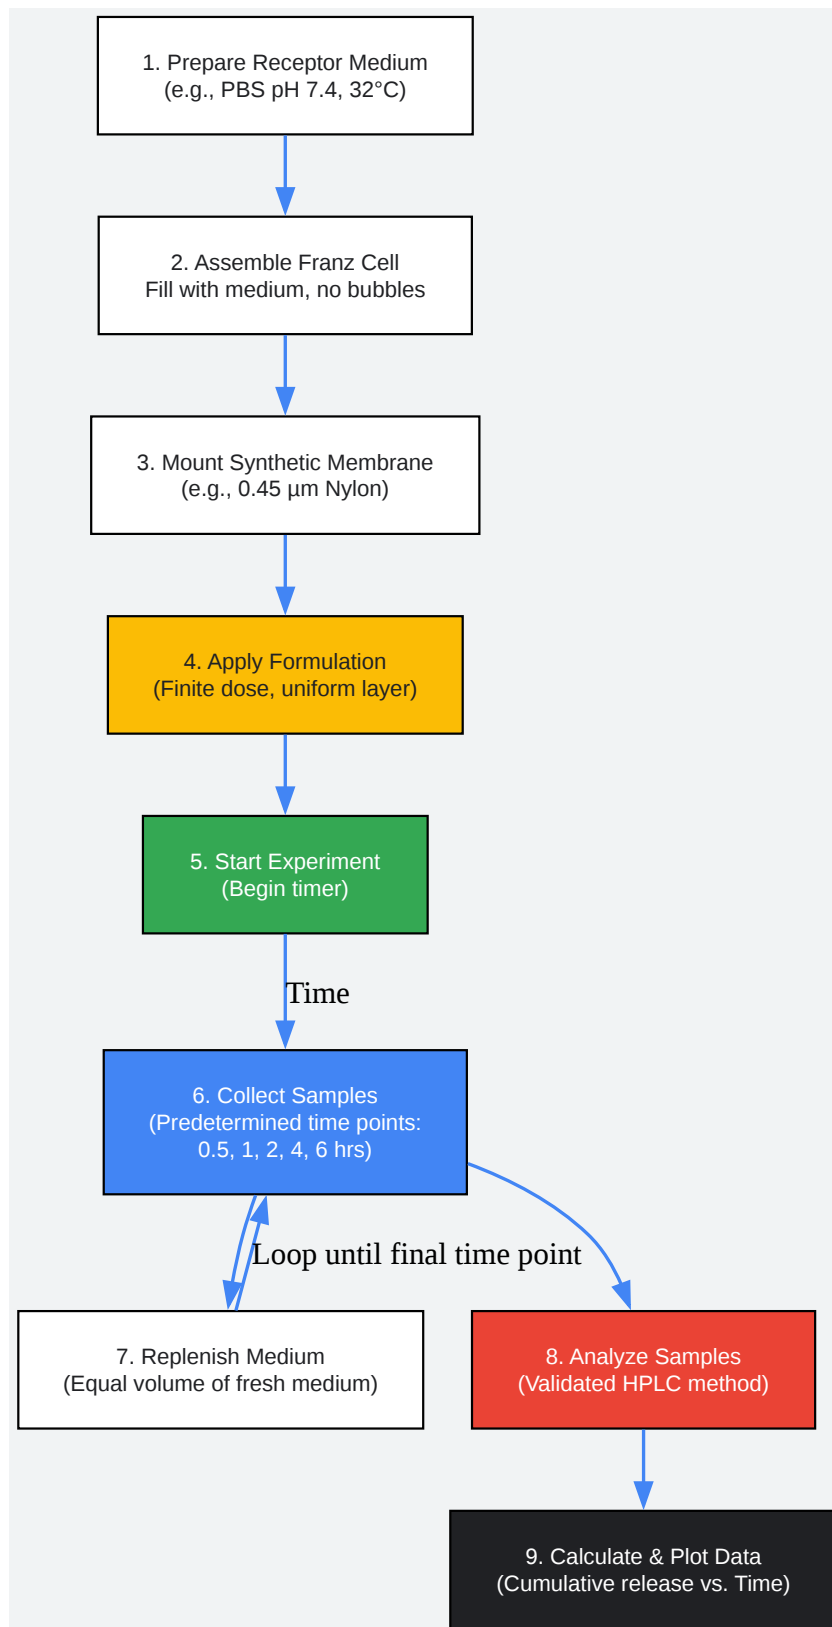 1. Prepare Receptor Medium
(e.g., PBS pH 7.4, 32°C)
2. Assemble Franz Cell
Fill with medium, no bubbles
3. Mount Synthetic Membrane
(e.g., 0.45 µm Nylon)
4. Apply Formulation
(Finite dose, uniform layer)
5. Start Experiment
(Begin timer)
Time
6. Collect Samples
(Predetermined time points:
0.5, 1, 2, 4, 6 hrs)
Loop until final time point
7. Replenish Medium
(Equal volume of fresh medium)
8. Analyze Samples
(Validated HPLC method)
9. Calculate & Plot Data
(Cumulative release vs. Time)